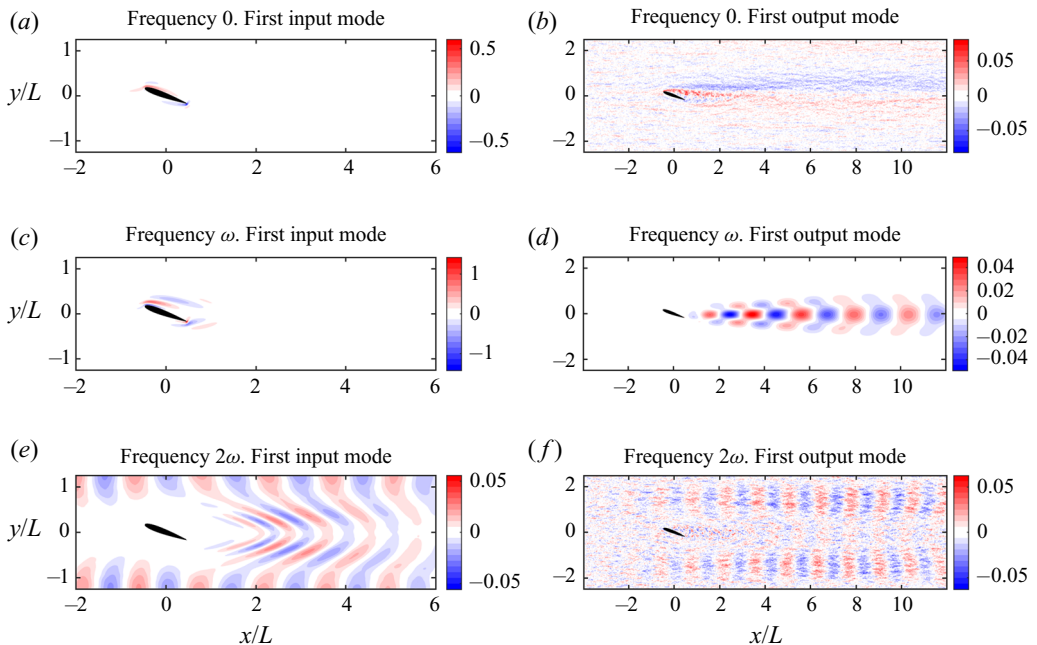 (a) Frequency 0. First input mode
y/L
1
0
−1
−2 0 2 4 6
0.5
0
−0.5
(b) Frequency 0. First output mode
2
0
−2
0 2 4 6 8 10
0.05
0
−0.05
(c) Frequency ω. First input mode
y/L
1
0
−1
−2 0 2 4 6
1
0
−1
(d) Frequency ω. First output mode
2
0
−2
0 2 4 6 8 10
0.04
0.02
0
−0.02
−0.04
(e) Frequency 2ω. First input mode
y/L
1
0
−1
−2 0 2 4 6
x/L
0.05
0
−0.05
(f) Frequency 2ω. First output mode
2
0
−2
0 2 4 6 8 10
x/L
0.05
0
−0.05